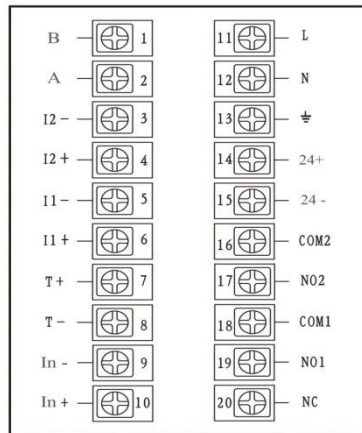 B 1
A 2
I2- 3
I2+ 4
I1- 5
I1+ 6
T+ 7
T- 8
In - 9
In + 10
11 L
12 N
13 ⏚
14 24+
15 24 -
16 COM2
17 NO2
18 COM1
19 NO1
20 NC